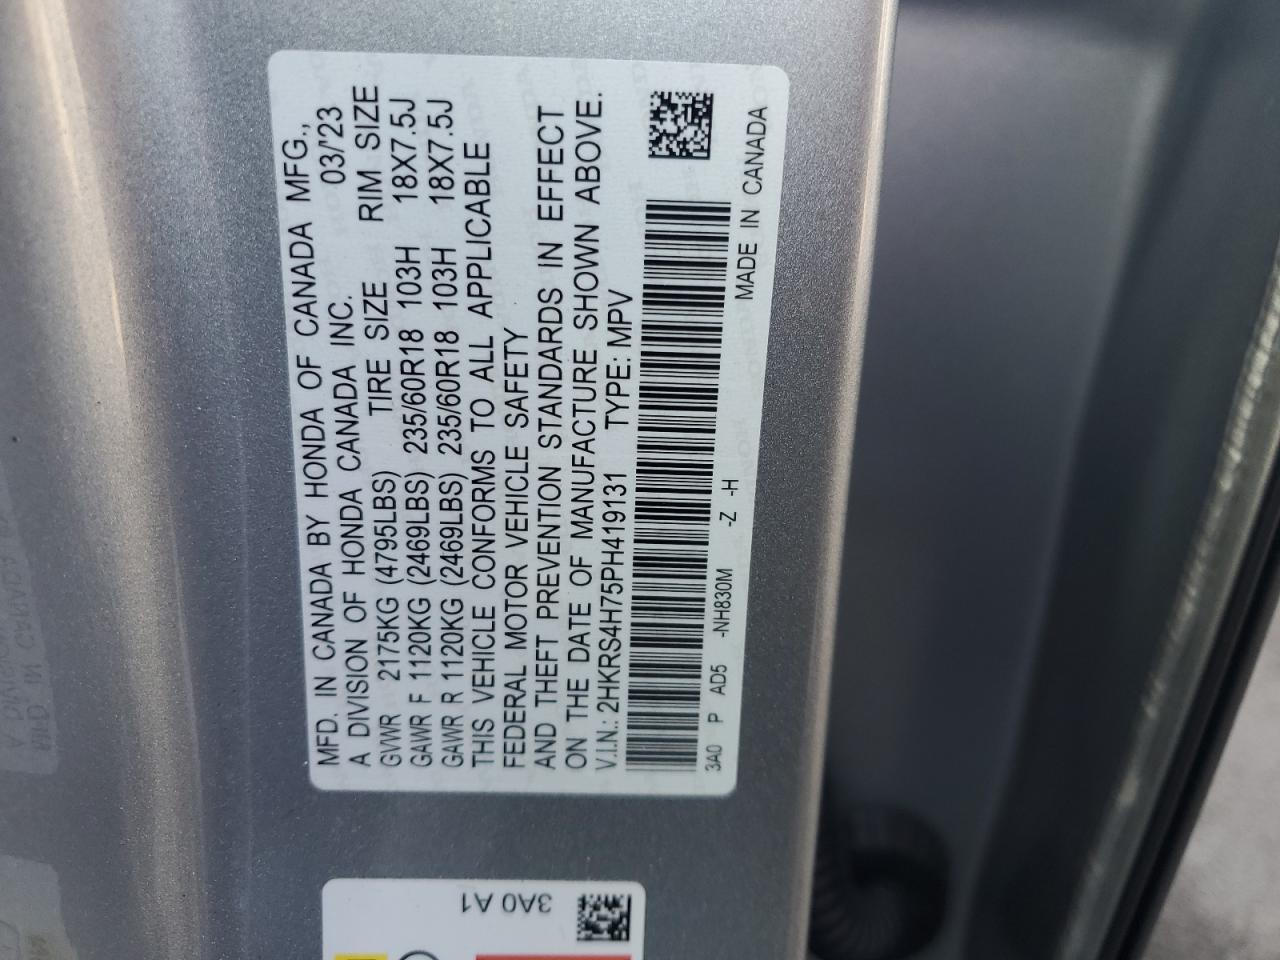 MFD. IN CANADA BY HONDA OF CANADA MFG.,
A DIVISION OF HONDA CANADA INC. 03/'23
GVWR 2175KG (4795LBS) TIRE SIZE RIM SIZE
GAWR F 1120KG (2469LBS) 235/60R18 103H 18X7.5J
GAWR R 1120KG (2469LBS) 235/60R18 103H 18X7.5J
THIS VEHICLE CONFORMS TO ALL APPLICABLE
FEDERAL MOTOR VEHICLE SAFETY
AND THEFT PREVENTION STANDARDS IN EFFECT
ON THE DATE OF MANUFACTURE SHOWN ABOVE.
V.I.N.: 2HKRS4H75PH419131 TYPE: MPV
3A0 P AD5 -NH830M -Z -H
MADE IN CANADA
3A0 A1